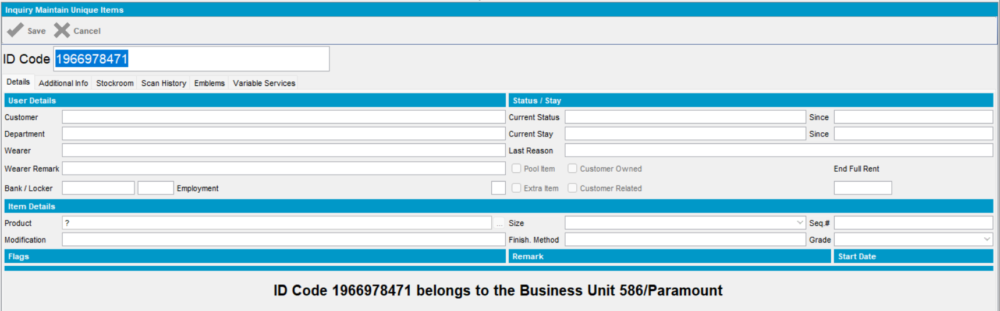 Inquiry Maintain Unique Items
Save Cancel
ID Code 1966978471
Details Additional Info Stockroom Scan History Emblems Variable Services
User Details Status / Stay
Customer Current Status Since
Department Current Stay Since
Wearer Last Reason
Wearer Remark Pool Item Customer Owned End Full Rent
Bank / Locker Employment Extra Item Customer Related
Item Details
Product ? ... Size Seq.#
Modification Finish. Method Grade
Flags Remark Start Date
ID Code 1966978471 belongs to the Business Unit 586/Paramount